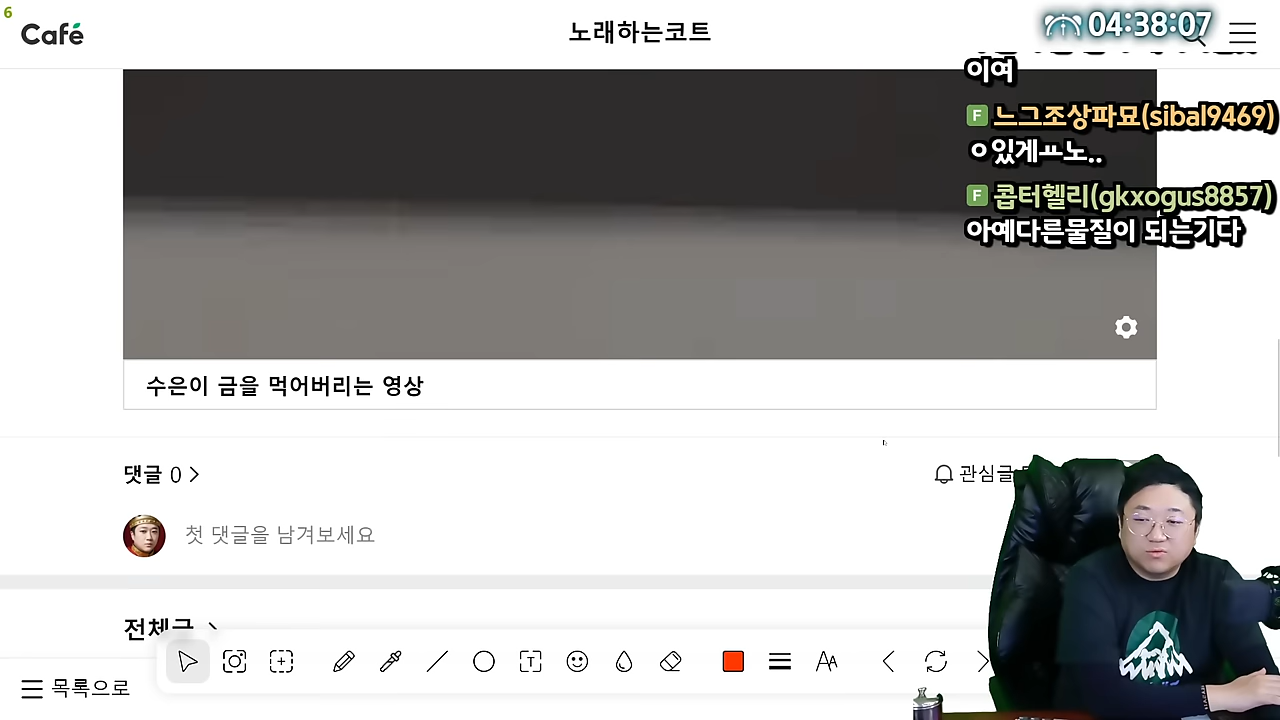 6
Café
노래하는코트
04:38:07
이여
F 느그조상파묘(sibal9469)
ㅇ있게ㅛ노..
F 콥터헬리(gkxogus8857)
아예다른물질이 되는기다
수은이 금을 먹어버리는 영상
댓글 0
관심글
첫 댓글을 남겨보세요
전체글
T
AA
목록으로